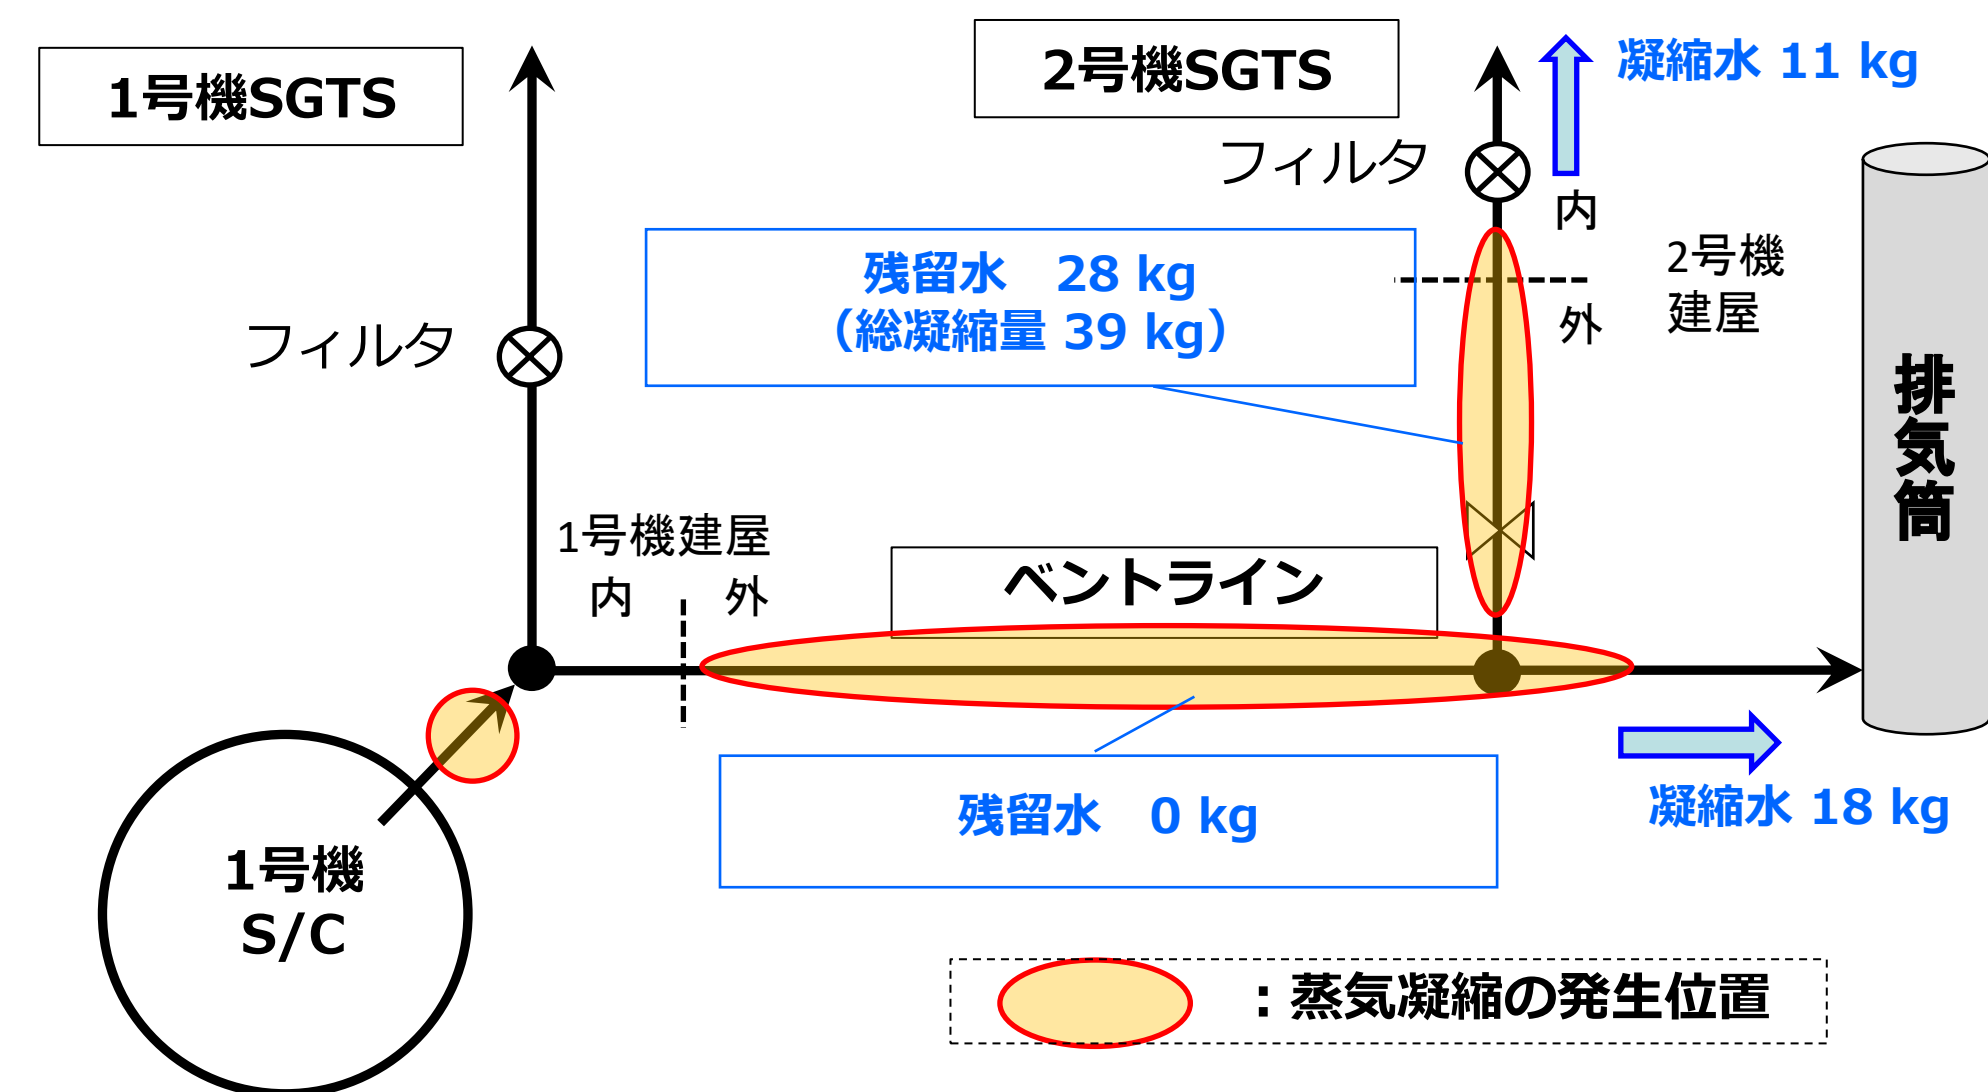 1号機SGTS
2号機SGTS
凝縮水 11 kg
フィルタ
内
2号機
建屋
残留水　28 kg
（総凝縮量 39 kg）
外
フィルタ
排気筒
1号機建屋
内　外
ベントライン
残留水　0 kg
凝縮水 18 kg
1号機
S/C
：蒸気凝縮の発生位置